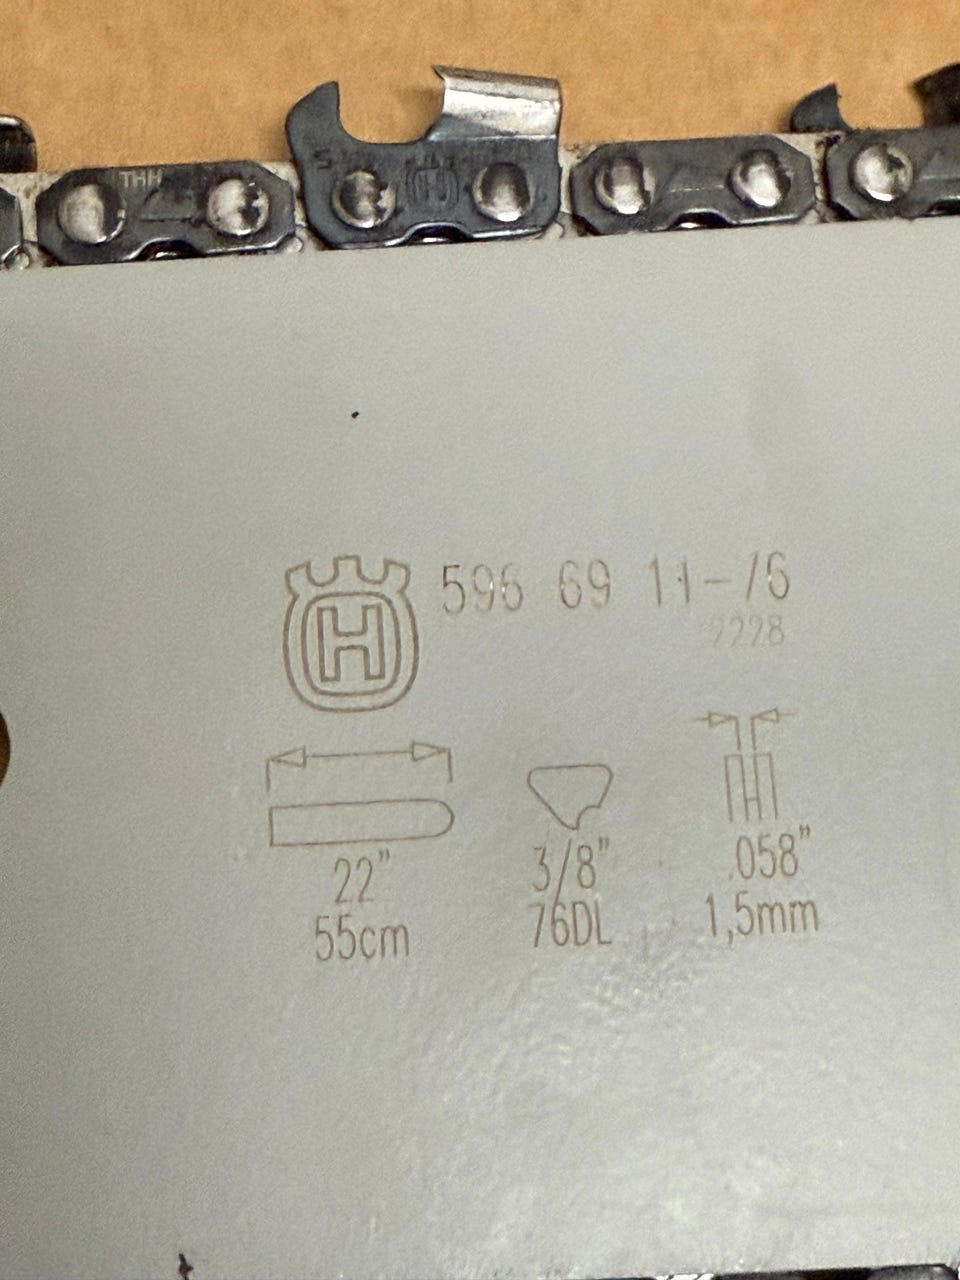 H
596 69 11-76
2228
22"
55cm
3/8"
76DL
.058"
1,5mm